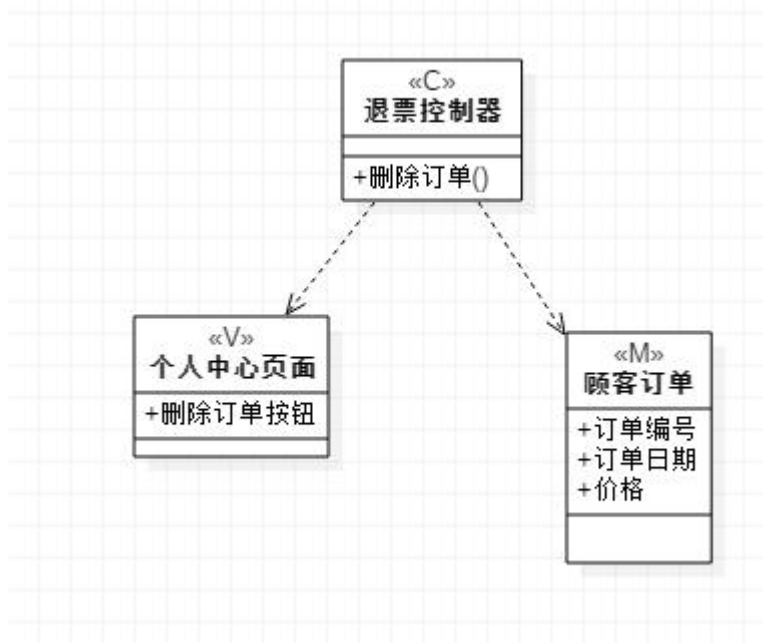 «C»
退票控制器
+删除订单()
«V»
个人中心页面
+删除订单按钮
«M»
顾客订单
+订单编号
+订单日期
+价格